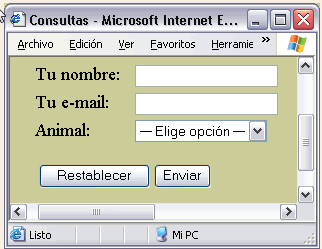 Consultas - Microsoft Internet E...
Archivo Edición Ver Favoritos Herramie »
Tu nombre:
Tu e-mail:
Animal: — Elige opción —
Restablecer Enviar
Listo Mi PC